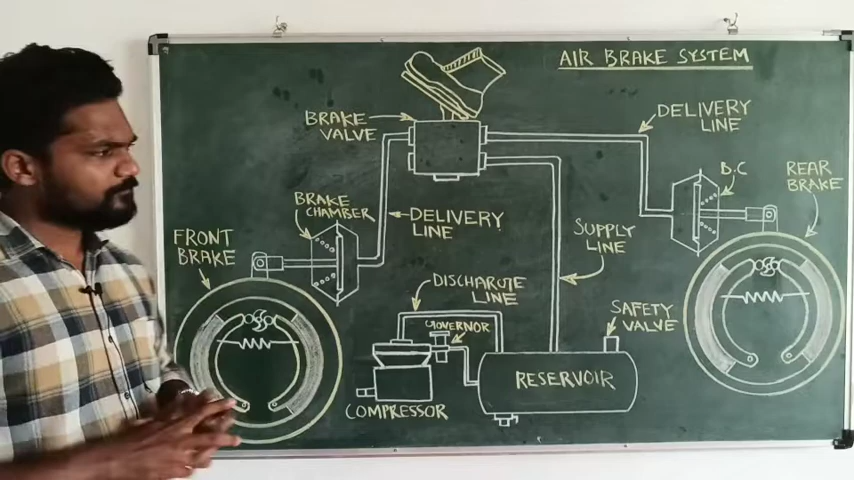 AIR BRAKE SYSTEM
BRAKE
VALVE
DELIVERY
LINE
B.C
REAR
BRAKE
BRAKE
CHAMBER
DELIVERY
LINE
SUPPLY
LINE
FRONT
BRAKE
DISCHARGE
LINE
GOVERNOR
SAFETY
VALVE
RESERVOIR
COMPRESSOR